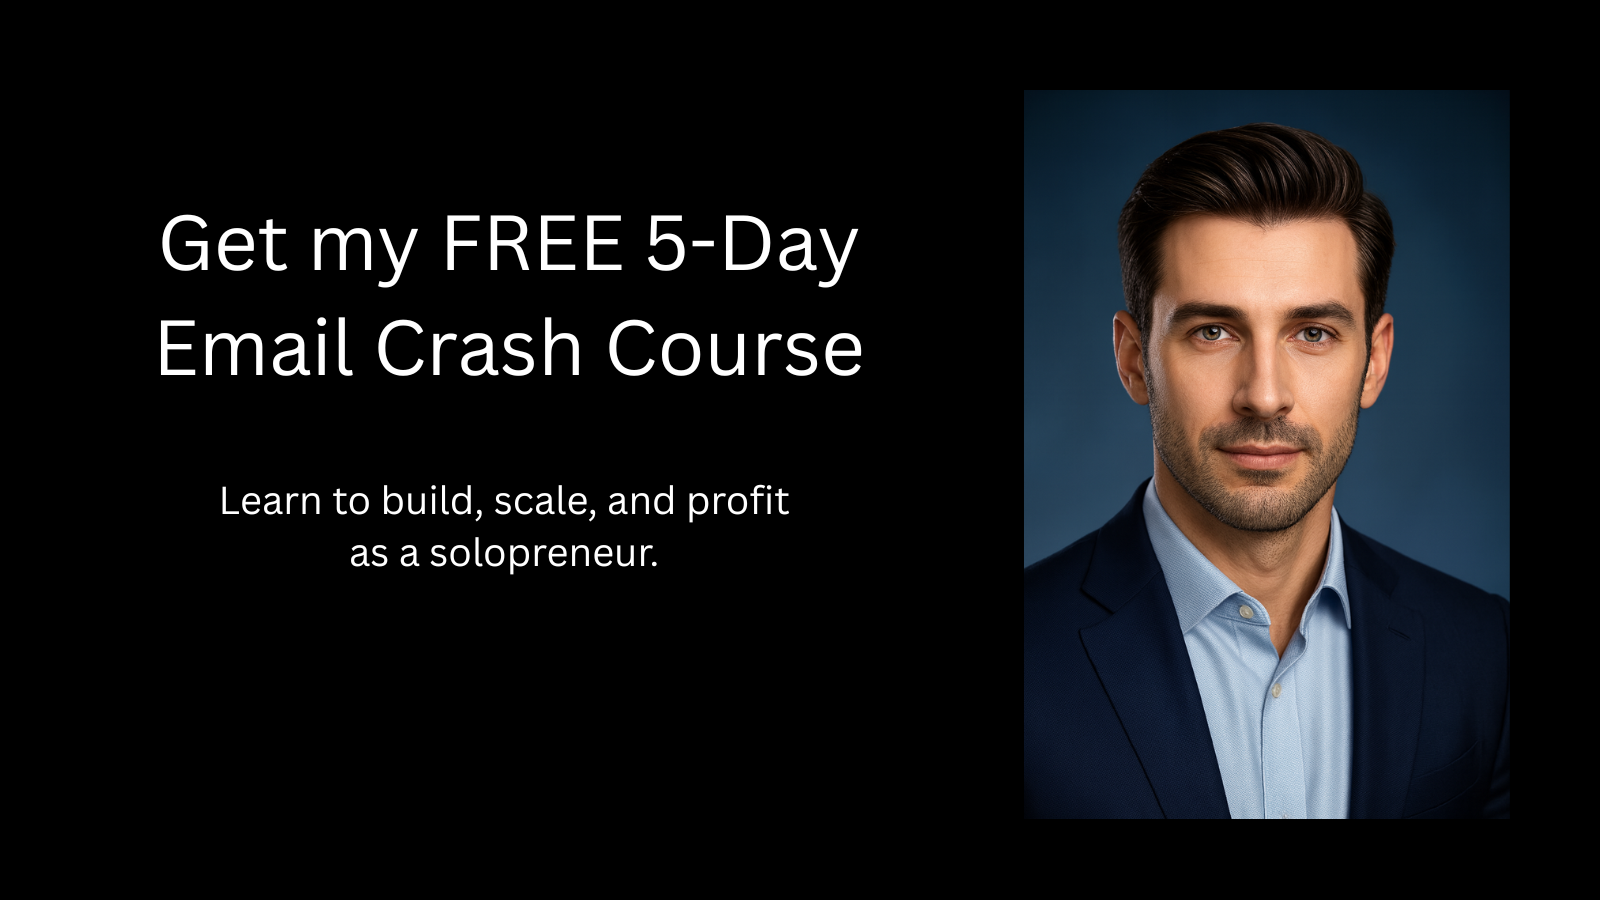 Get my FREE 5-Day
Email Crash Course
Learn to build, scale, and profit
as a solopreneur.